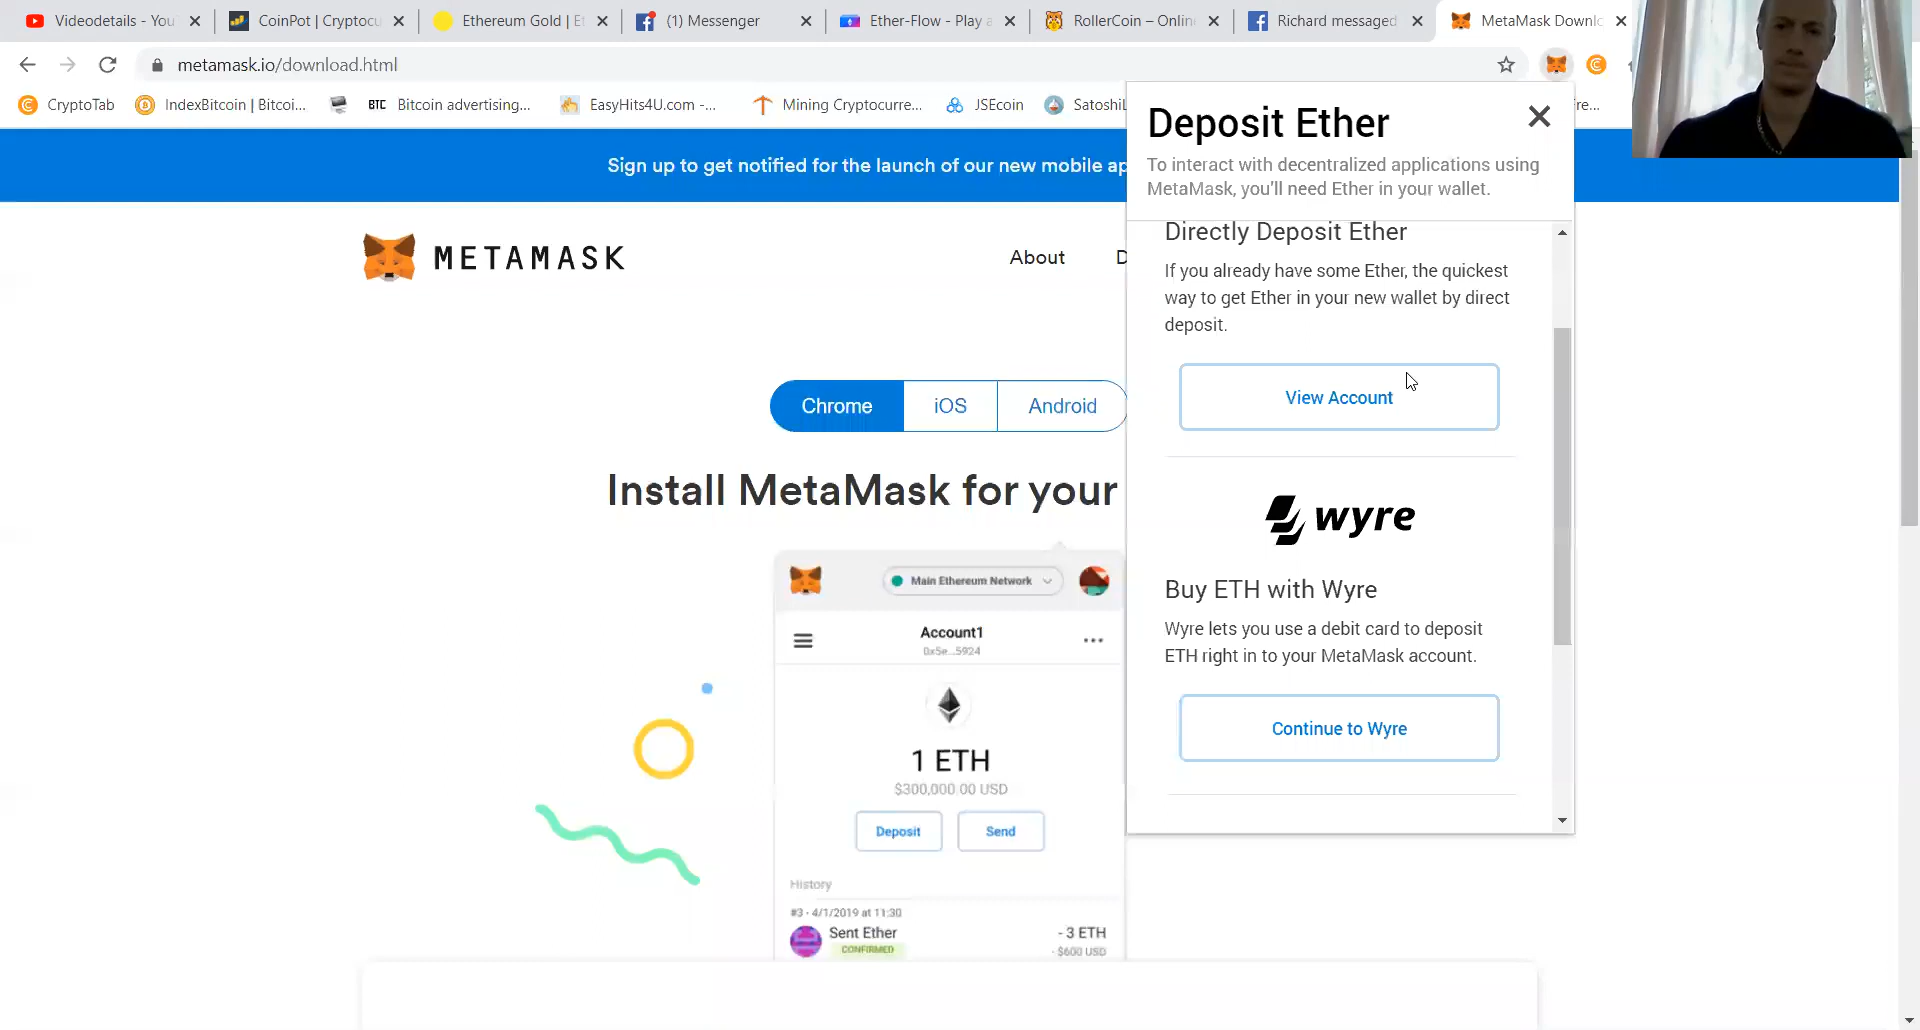 Videodetails - You
CoinPot | Cryptocu
Ethereum Gold | Et
(1) Messenger
Ether-Flow - Play a
RollerCoin – Onlin
Richard messaged
MetaMask Downlo
metamask.io/download.html
CryptoTab
IndexBitcoin | Bitcoi...
BTC Bitcoin advertising...
EasyHits4U.com -...
Mining Cryptocurre...
JSEcoin
SatoshiL
re...
Sign up to get notified for the launch of our new mobile ap
METAMASK
About
D
Chrome
iOS
Android
Install MetaMask for your
Main Ethereum Network
Account1
0x5e...5924
1 ETH
$300,000.00 USD
Deposit
Send
History
#3 - 4/1/2019 at 11:30
Sent Ether
- 3 ETH
CONFIRMED
- $600 USD
Deposit Ether
To interact with decentralized applications using
MetaMask, you'll need Ether in your wallet.
Directly Deposit Ether
If you already have some Ether, the quickest
way to get Ether in your new wallet by direct
deposit.
View Account
wyre
Buy ETH with Wyre
Wyre lets you use a debit card to deposit
ETH right in to your MetaMask account.
Continue to Wyre